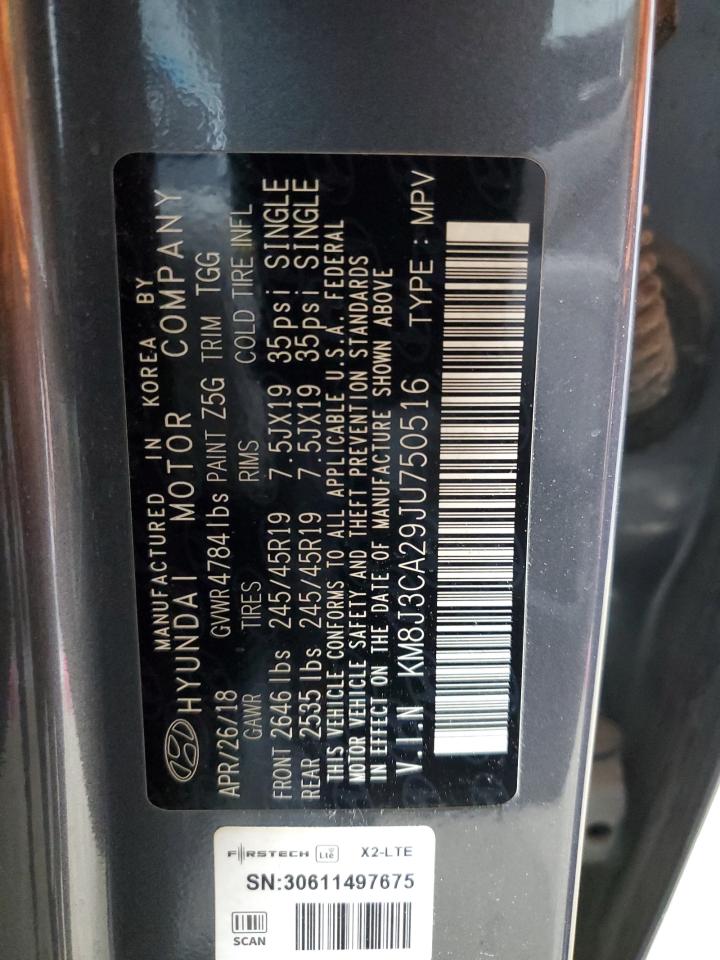 MANUFACTURED IN KOREA BY
HYUNDAI MOTOR COMPANY
APR/26/18 GVWR 4784 lbs PAINT Z5G TRIM TGG
GAWR TIRES RIMS COLD TIRE INFL
FRONT 2646 lbs 245/45R19 7.5JX19 35psi SINGLE
REAR 2535 lbs 245/45R19 7.5JX19 35psi SINGLE
THIS VEHICLE CONFORMS TO ALL APPLICABLE U.S.A. FEDERAL
MOTOR VEHICLE SAFETY AND THEFT PREVENTION STANDARDS
IN EFFECT ON THE DATE OF MANUFACTURE SHOWN ABOVE
V.I.N KM8J3CA29JU750516 TYPE : MPV
FIRSTECH LTE X2-LTE
SN:30611497675
SCAN